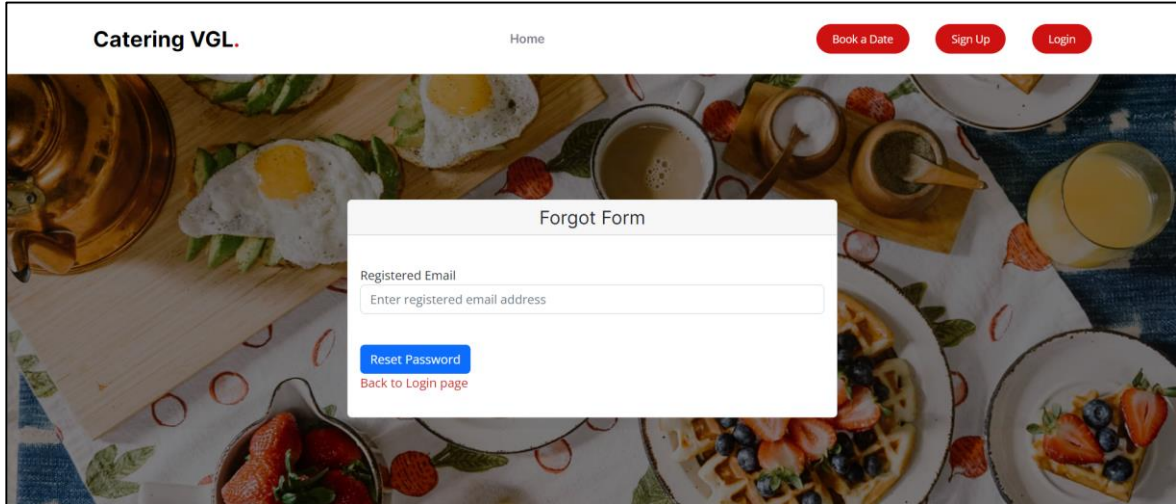 Catering VGL.
Home
Book a Date
Sign Up
Login
Forgot Form
Registered Email
Enter registered email address
Reset Password
Back to Login page